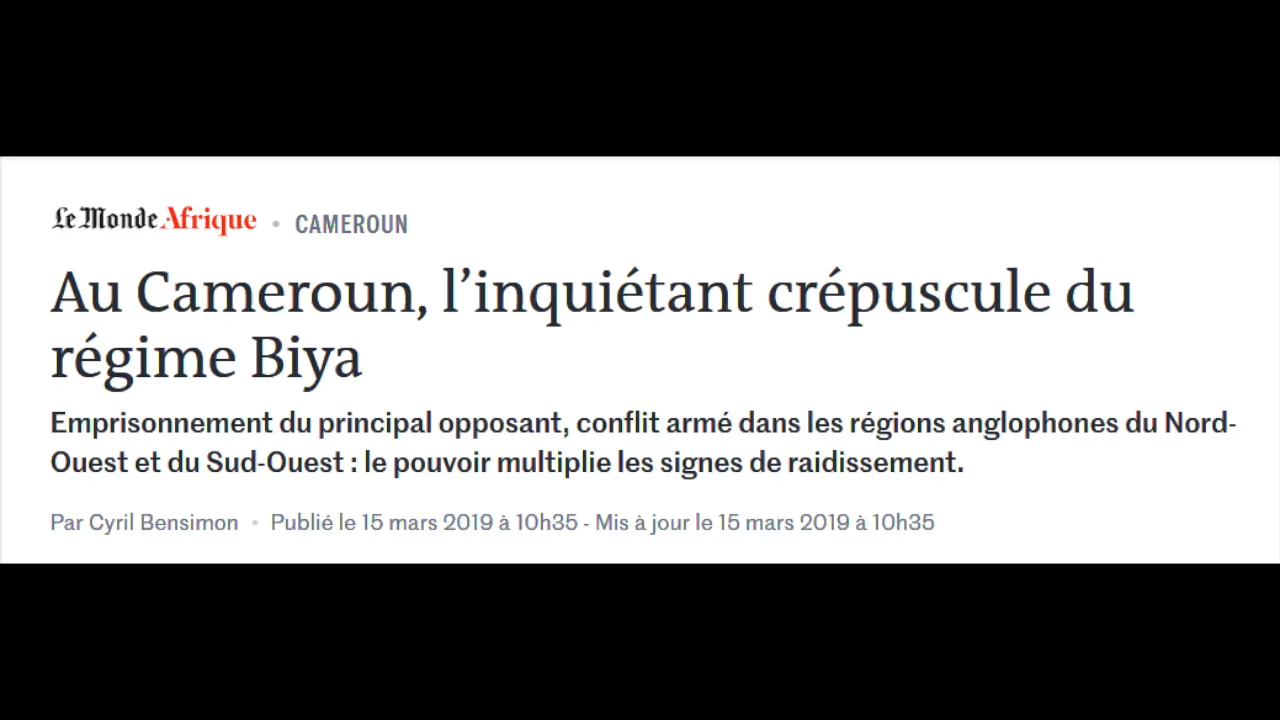 Le Monde Afrique • CAMEROUN
Au Cameroun, l’inquiétant crépuscule du
régime Biya
Emprisonnement du principal opposant, conflit armé dans les régions anglophones du Nord-
Ouest et du Sud-Ouest : le pouvoir multiplie les signes de raidissement.
Par Cyril Bensimon • Publié le 15 mars 2019 à 10h35 - Mis à jour le 15 mars 2019 à 10h35